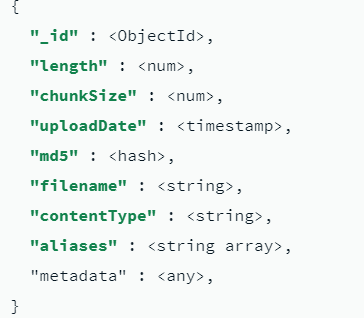 {
"_id" : <ObjectId>,
"length" : <num>,
"chunkSize" : <num>,
"uploadDate" : <timestamp>,
"md5" : <hash>,
"filename" : <string>,
"contentType" : <string>,
"aliases" : <string array>,
"metadata" : <any>,
}